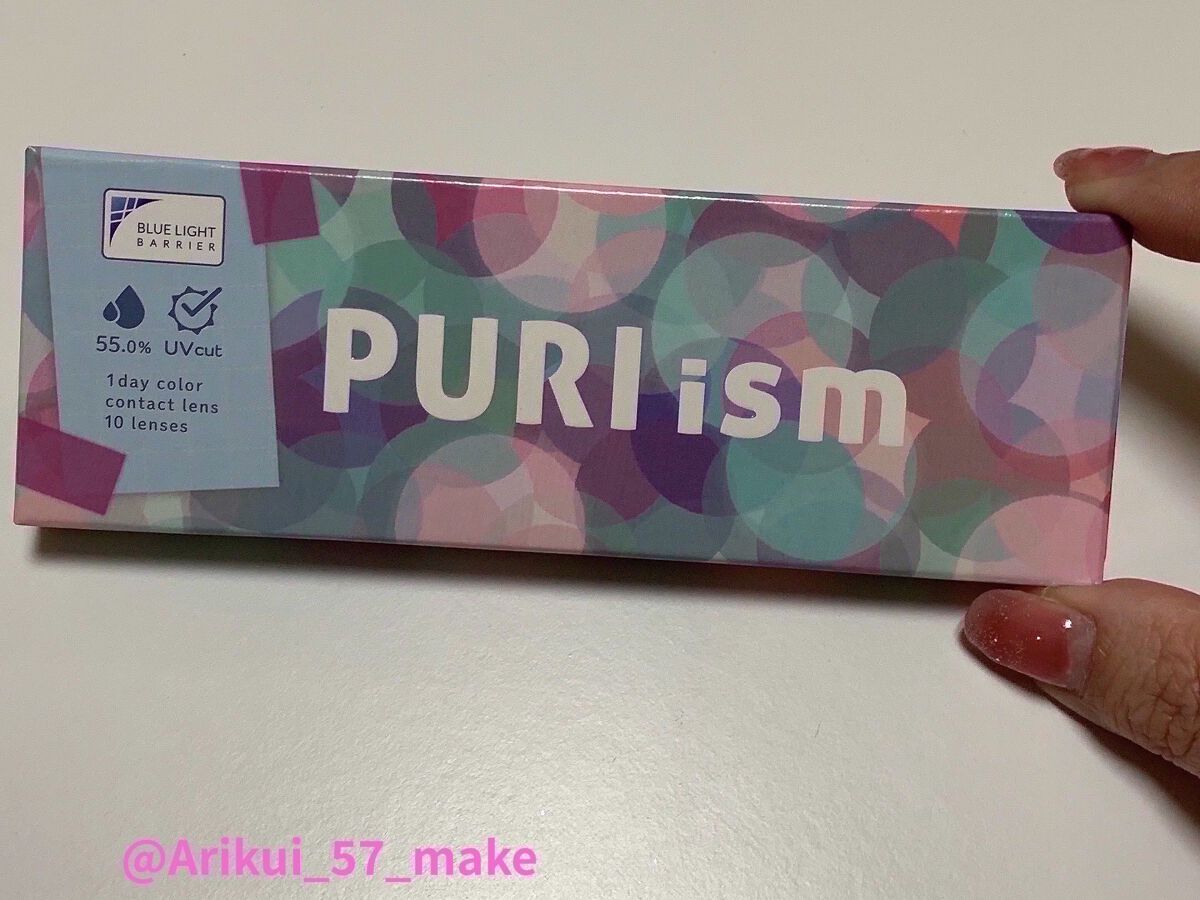 BLUE LIGHT
BARRIER
55.0% UVcut
1day color
contact lens
10 lenses
PURIism
@Arikui_57_make